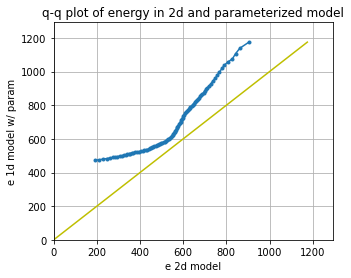 q-q plot of energy in 2d and parameterized model
1200
1000
800
600
400
200
0
e 1d model w/ param
0 200 400 600 800 1000 1200
e 2d model